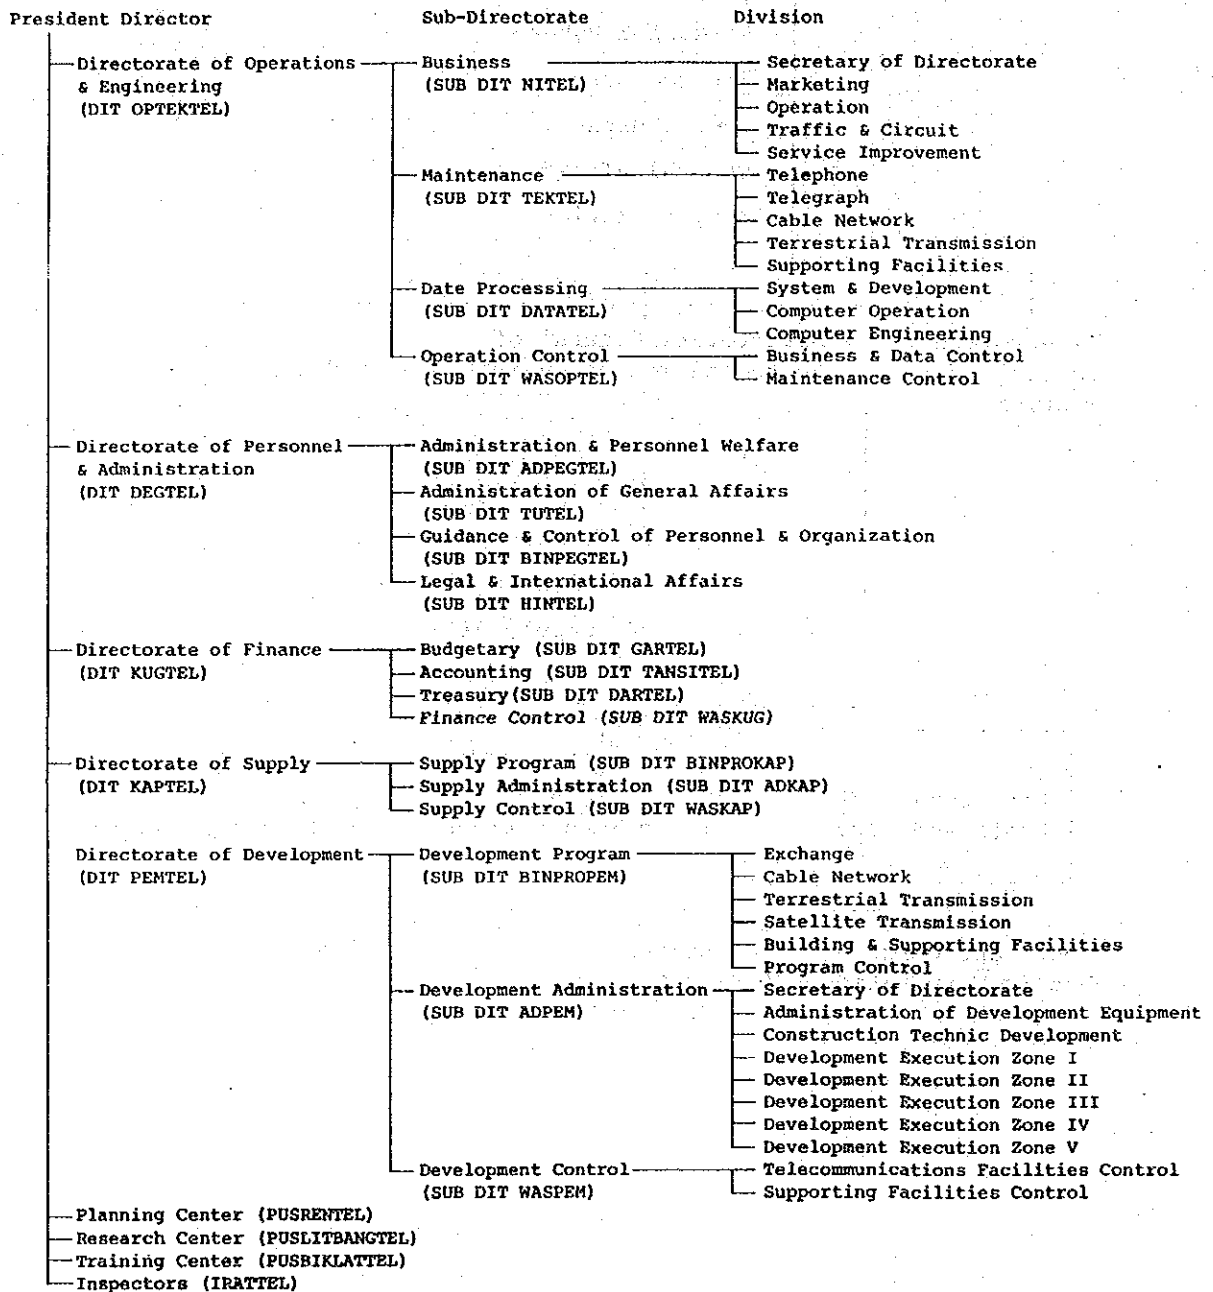 President Director Sub-Directorate Division
Directorate of Operations Business Secretary of Directorate
& Engineering (SUB DIT NITEL) Marketing
(DIT OPTEKTEL) Operation
Traffic & Circuit
Service Improvement
Maintenance Telephone
(SUB DIT TEKTEL) Telegraph
Cable Network
Terrestrial Transmission
Supporting Facilities
Date Processing System & Development
(SUB DIT DATATEL) Computer Operation
Computer Engineering
Operation Control Business & Data Control
(SUB DIT WASOPTEL) Maintenance Control
Directorate of Personnel Administration & Personnel Welfare
& Administration (SUB DIT ADPEGTEL)
(DIT DEGTEL) Administration of General Affairs
(SUB DIT TUTEL)
Guidance & Control of Personnel & Organization
(SUB DIT BINPEGTEL)
Legal & International Affairs
(SUB DIT HINTEL)
Directorate of Finance Budgetary (SUB DIT GARTEL)
(DIT KUGTEL) Accounting (SUB DIT TANSITEL)
Treasury(SUB DIT DARTEL)
Finance Control (SUB DIT WASKUG)
Directorate of Supply Supply Program (SUB DIT BINPROKAP)
(DIT KAPTEL) Supply Administration (SUB DIT ADKAP)
Supply Control (SUB DIT WASKAP)
Directorate of Development Development Program Exchange
(DIT PEMTEL) (SUB DIT BINPROPEM) Cable Network
Terrestrial Transmission
Satellite Transmission
Building & Supporting Facilities
Program Control
Development Administration Secretary of Directorate
(SUB DIT ADPEM) Administration of Development Equipment
Construction Technic Development
Development Execution Zone I
Development Execution Zone II
Development Execution Zone III
Development Execution Zone IV
Development Execution Zone V
Development Control Telecommunications Facilities Control
(SUB DIT WASPEM) Supporting Facilities Control
Planning Center (PUSRENTEL)
Research Center (PUSLITBANGTEL)
Training Center (PUSBIKLATTEL)
Inspectors (IRATTEL)